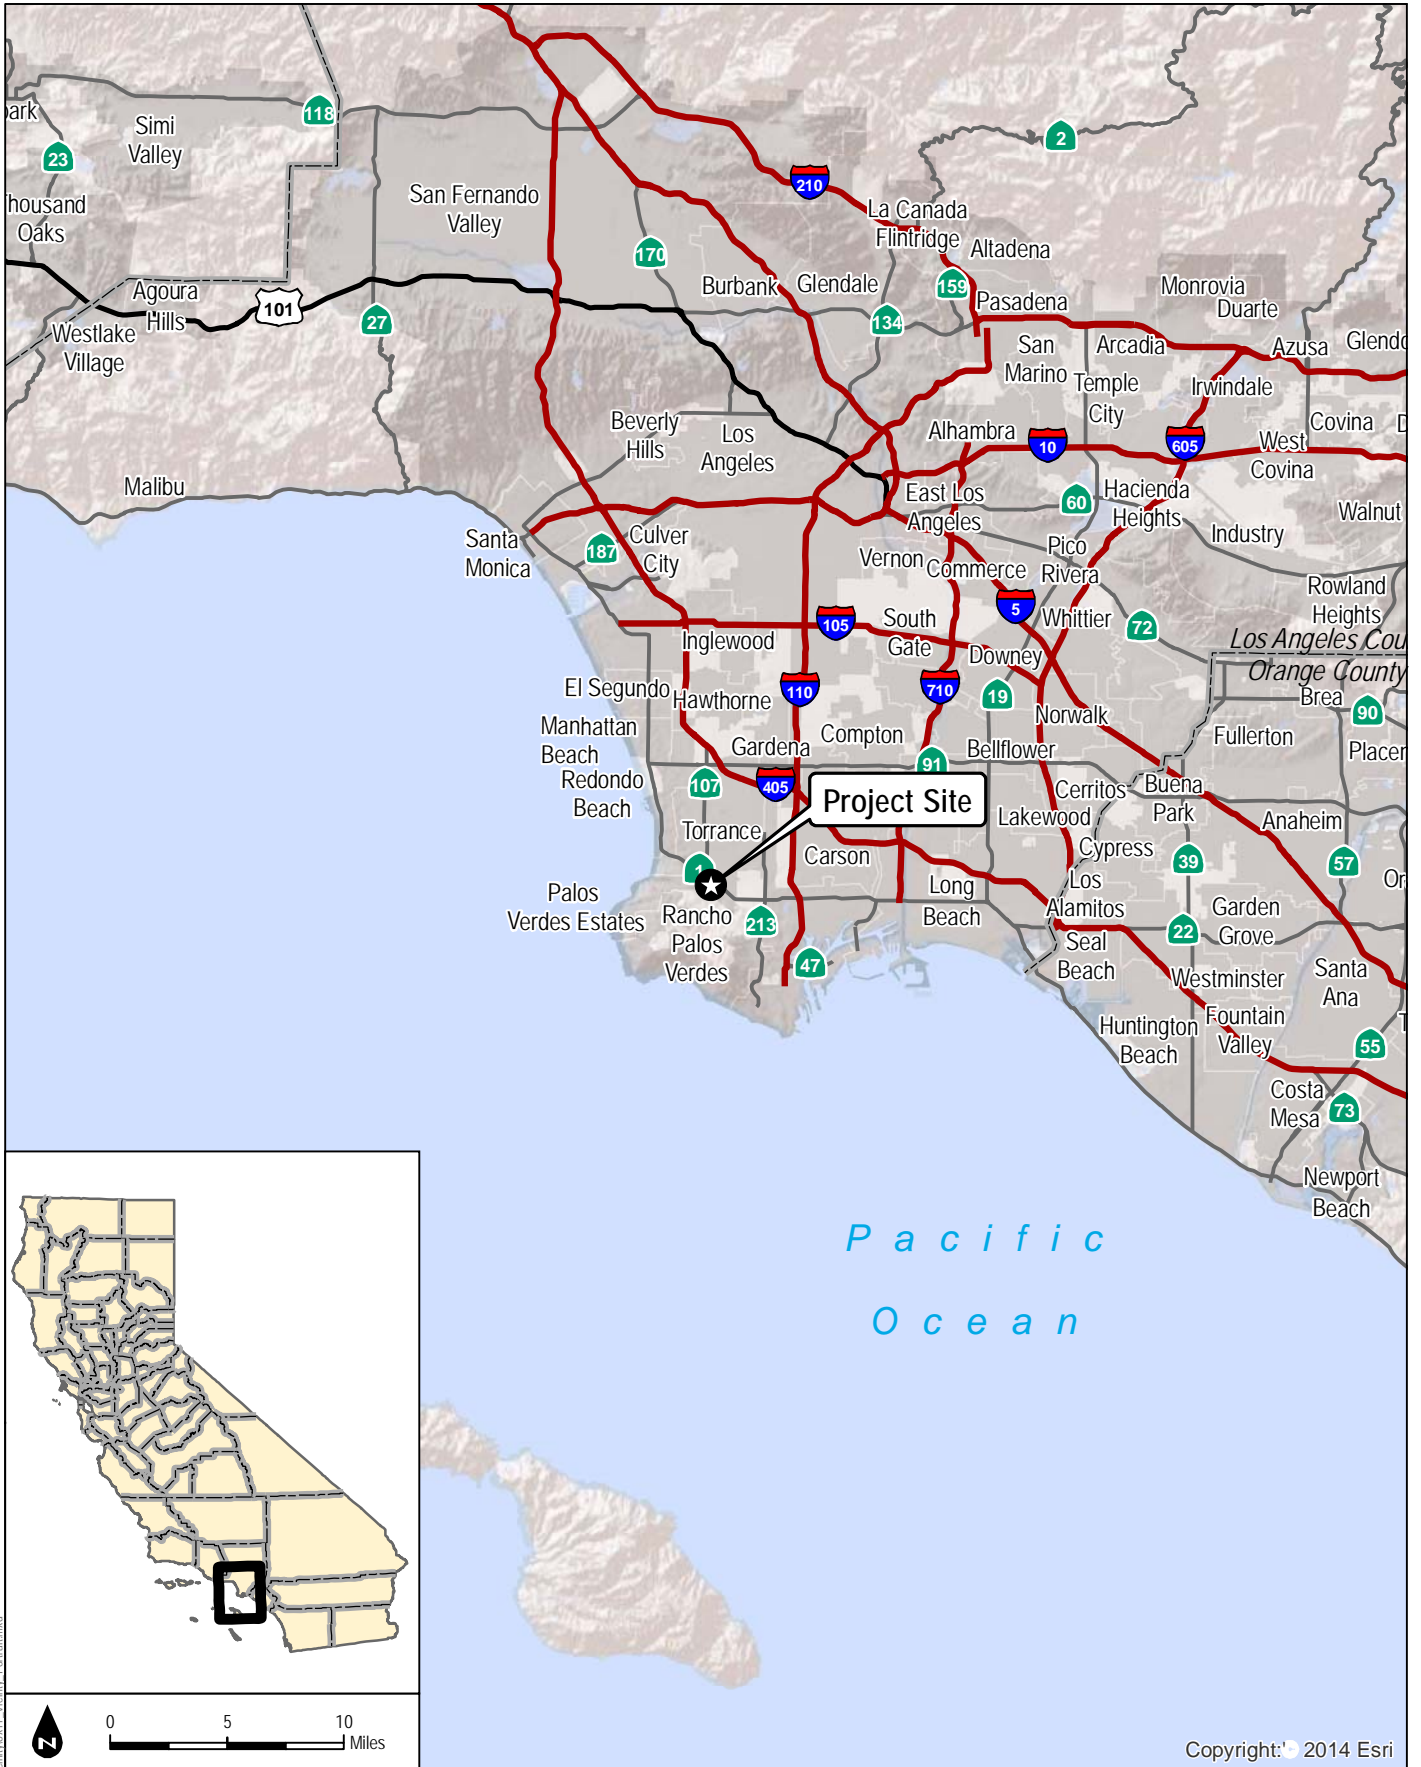 118
2
ark
Simi
Valley
23
210
San Fernando
Valley
housand
Oaks
La Canada
Flintridge
Altadena
170
Burbank
Glendale
159
Pasadena
Monrovia
Duarte
Agoura
Hills
101
27
134
Westlake
Village
San
Marino
Arcadia
Azusa
Glendo
Temple
City
Irwindale
Beverly
Hills
Los
Angeles
Alhambra
10
605
West
Covina
Covina
Malibu
East Los
Angeles
60
Hacienda
Heights
Walnut
Industry
Santa
Monica
187
Culver
City
Vernon
Commerce
Pico
Rivera
Rowland
Heights
5
105
South
Gate
Whittier
72
Inglewood
Downey
Los Angeles Cou
Orange County
El Segundo
Hawthorne
110
710
19
Brea
90
Manhattan
Beach
Norwalk
Compton
Fullerton
Gardena
Bellflower
Placer
Redondo
Beach
107
405
91
Project Site
Cerritos
Buena
Park
Lakewood
Torrance
Anaheim
Carson
Cypress
39
57
1
Palos
Verdes Estates
Long
Beach
Los
Alamitos
Or
Rancho
Palos
Verdes
213
22
Garden
Grove
47
Seal
Beach
Westminster
Santa
Ana
Huntington
Beach
Fountain
Valley
55
Costa
Mesa
73
Newport
Beach
Pacific
Ocean
N
0 5 10
Miles
Copyright: 2014 Esri